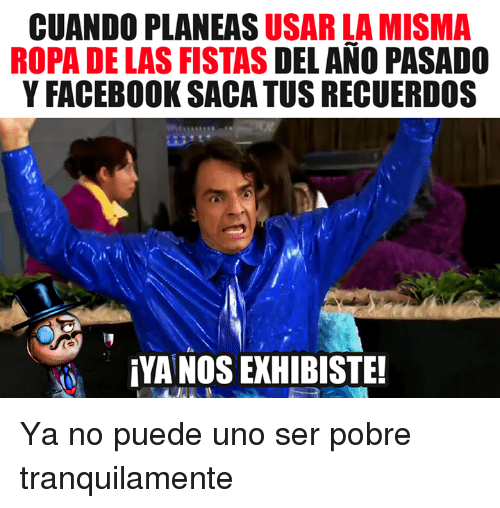 CUANDO PLANEAS USAR LA MISMA
ROPA DE LAS FISTAS DEL AÑO PASADO
Y FACEBOOK SACA TUS RECUERDOS
¡YA NOS EXHIBISTE!
Ya no puede uno ser pobre
tranquilamente